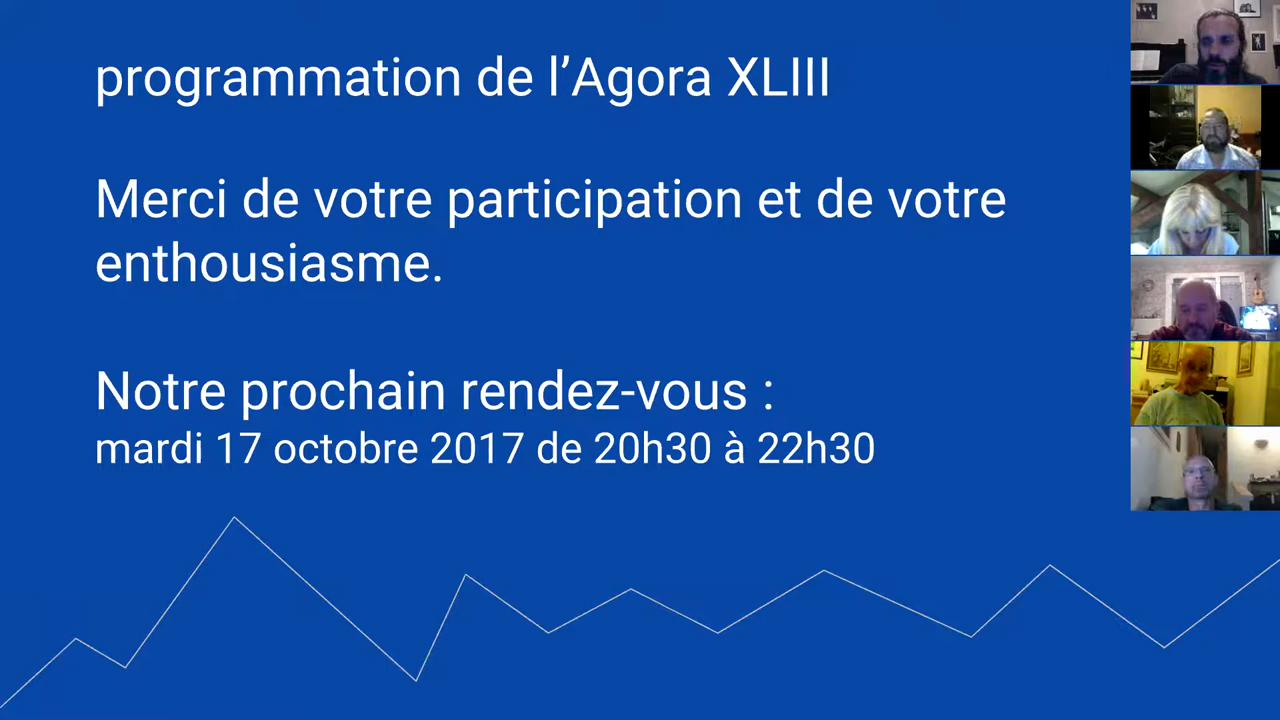 programmation de l’Agora XLIII
Merci de votre participation et de votre
enthousiasme.
Notre prochain rendez-vous :
mardi 17 octobre 2017 de 20h30 à 22h30